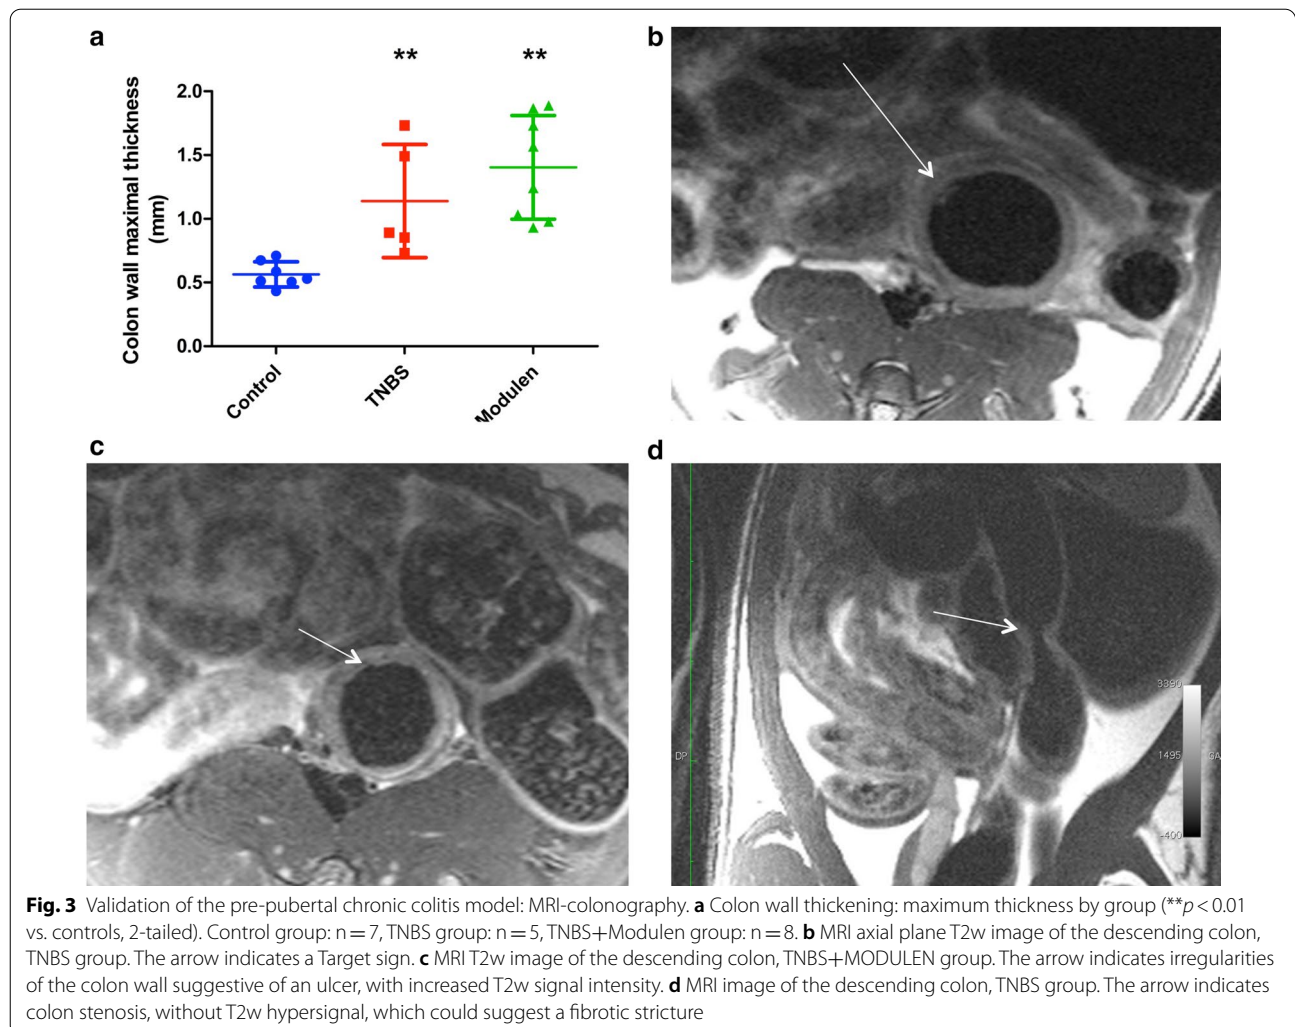 a
**
**
Colon wall maximal thickness
(mm)
2.0
1.5
1.0
0.5
0.0
Control
TNBS
Modulen
b
c
d
DP
GA
3390
1495
-400
Fig. 3 Validation of the pre-pubertal chronic colitis model: MRI-colonography. a Colon wall thickening: maximum thickness by group (**p < 0.01
vs. controls, 2-tailed). Control group: n = 7, TNBS group: n = 5, TNBS+Modulen group: n = 8. b MRI axial plane T2w image of the descending colon,
TNBS group. The arrow indicates a Target sign. c MRI T2w image of the descending colon, TNBS+MODULEN group. The arrow indicates irregularities
of the colon wall suggestive of an ulcer, with increased T2w signal intensity. d MRI image of the descending colon, TNBS group. The arrow indicates
colon stenosis, without T2w hypersignal, which could suggest a fibrotic stricture